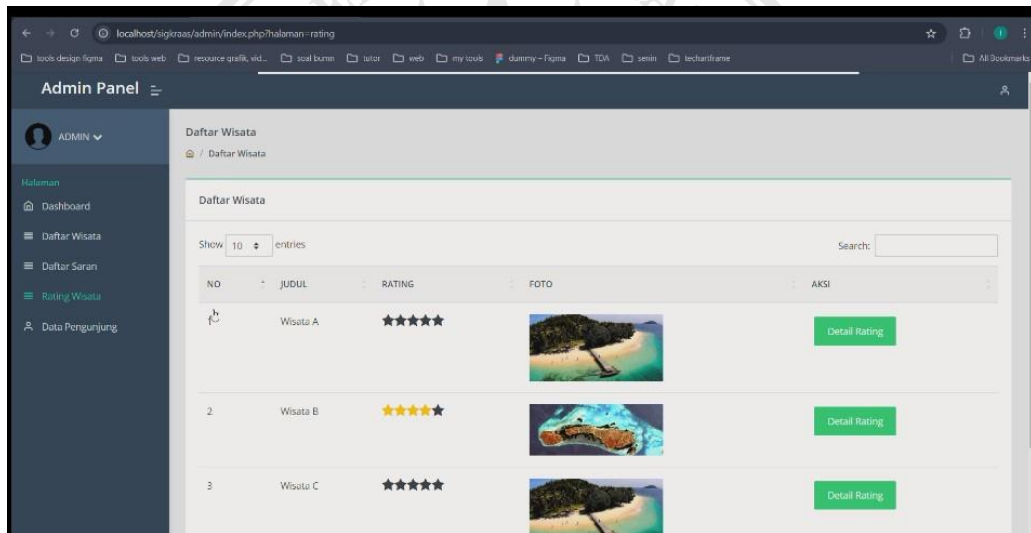 localhost/sigkraas/admin/index.php?halaman=rating
tools design figma tools web resource grafik, vid... soal bumn tutor web my tools dummy – Figma TDA senin techartframe All Bookmarks
Admin Panel
ADMIN
Halaman
Dashboard
Daftar Wisata
Daftar Saran
Rating Wisata
Data Pengunjung
Daftar Wisata
/ Daftar Wisata
Daftar Wisata
Show 10 entries Search:
NO JUDUL RATING FOTO AKSI
1 Wisata A Detail Rating
2 Wisata B Detail Rating
3 Wisata C Detail Rating